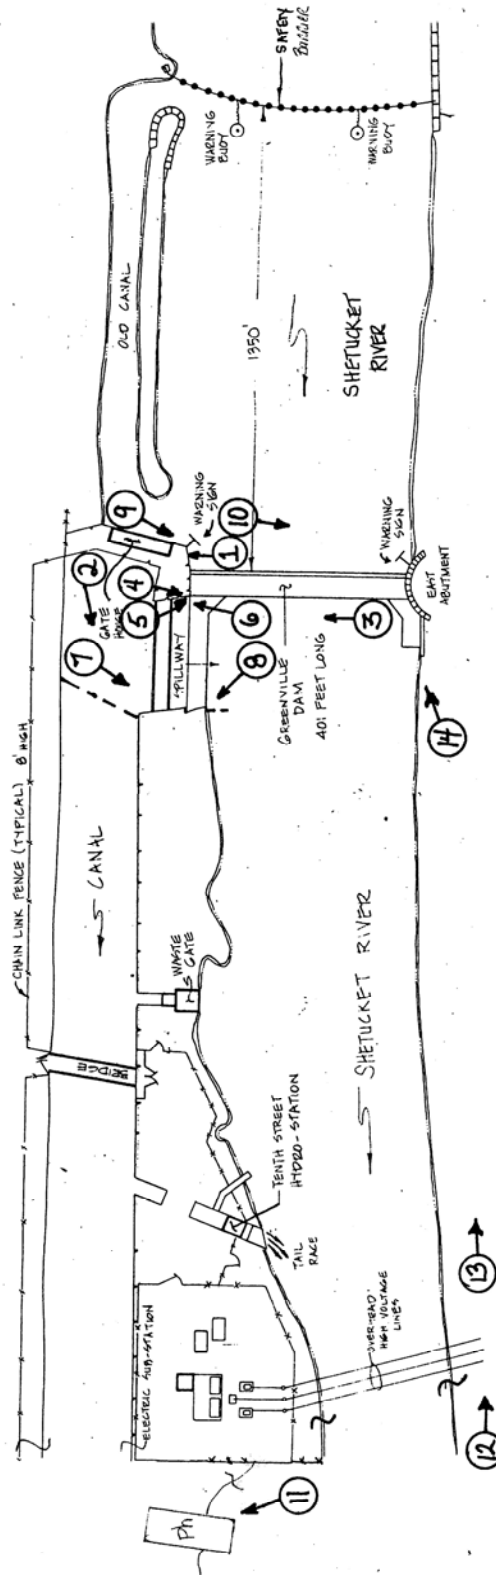 SAFETY
Barrier
WARNING
BUOY
WARNING
BUOY
OLD CANAL
1350'
SHETUCKET
RIVER
WARNING
SIGN
9
10
1
2
4
5
6
GATE
HOUSE
WARNING
SIGN
EAST
ABUTMENT
3
7
SPILLWAY
8
GREENVILLE
DAM
401 FEET LONG
14
CHAIN LINK FENCE (TYPICAL) 8' HIGH
CANAL
WASTE
GATE
SHETUCKET RIVER
BRIDGE
TENTH STREET
HYDRO-STATION
TAIL
RACE
13
ELECTRIC SUB-STATION
OVERHEAD
HIGH VOLTAGE
LINES
12
11
Ph